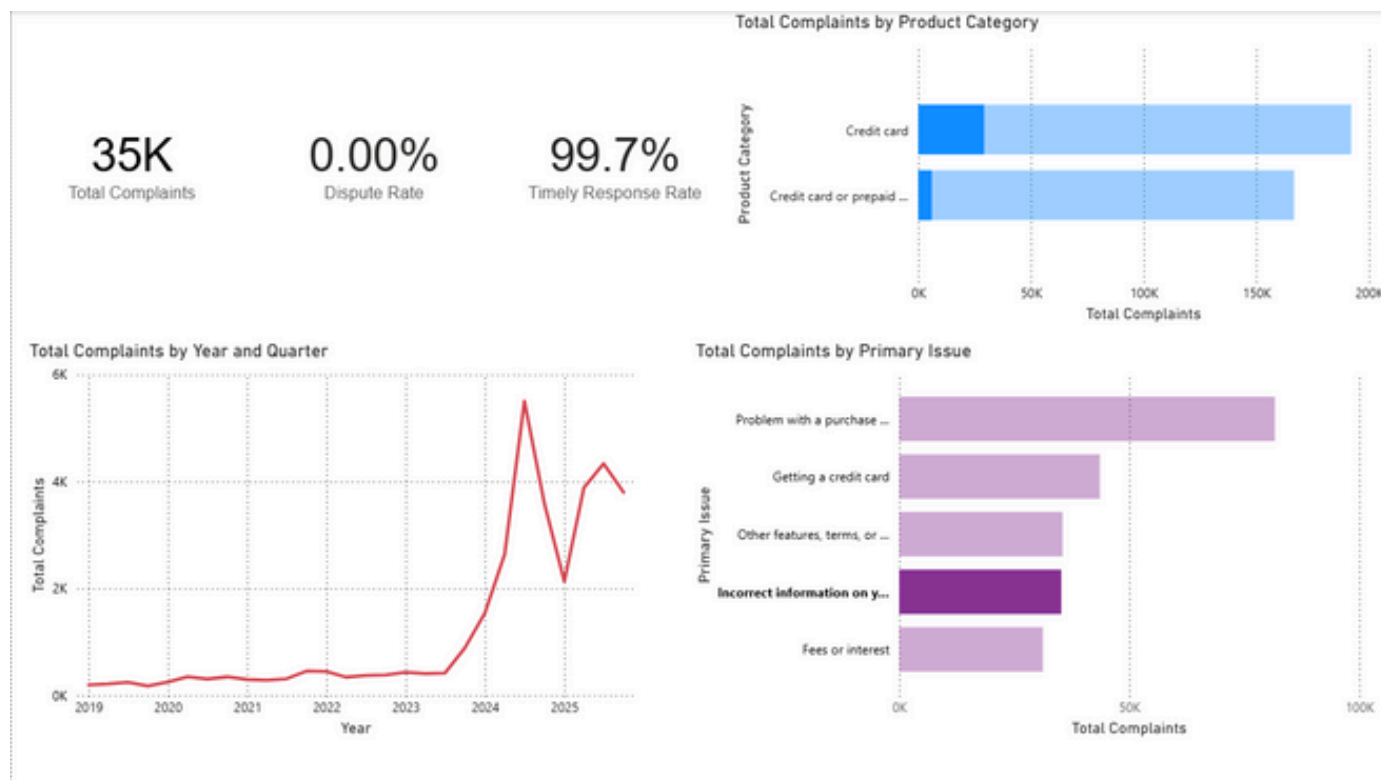 Total Complaints by Product Category
35K
Total Complaints
0.00%
Dispute Rate
99.7%
Timely Response Rate
Product Category
Credit card
Credit card or prepaid ...
0K 50K 100K 150K 200K
Total Complaints
Total Complaints by Year and Quarter
Total Complaints
6K
4K
2K
0K
2019 2020 2021 2022 2023 2024 2025
Year
Total Complaints by Primary Issue
Primary Issue
Problem with a purchase ...
Getting a credit card
Other features, terms, or ...
Incorrect information on y...
Fees or interest
0K 50K 100K
Total Complaints